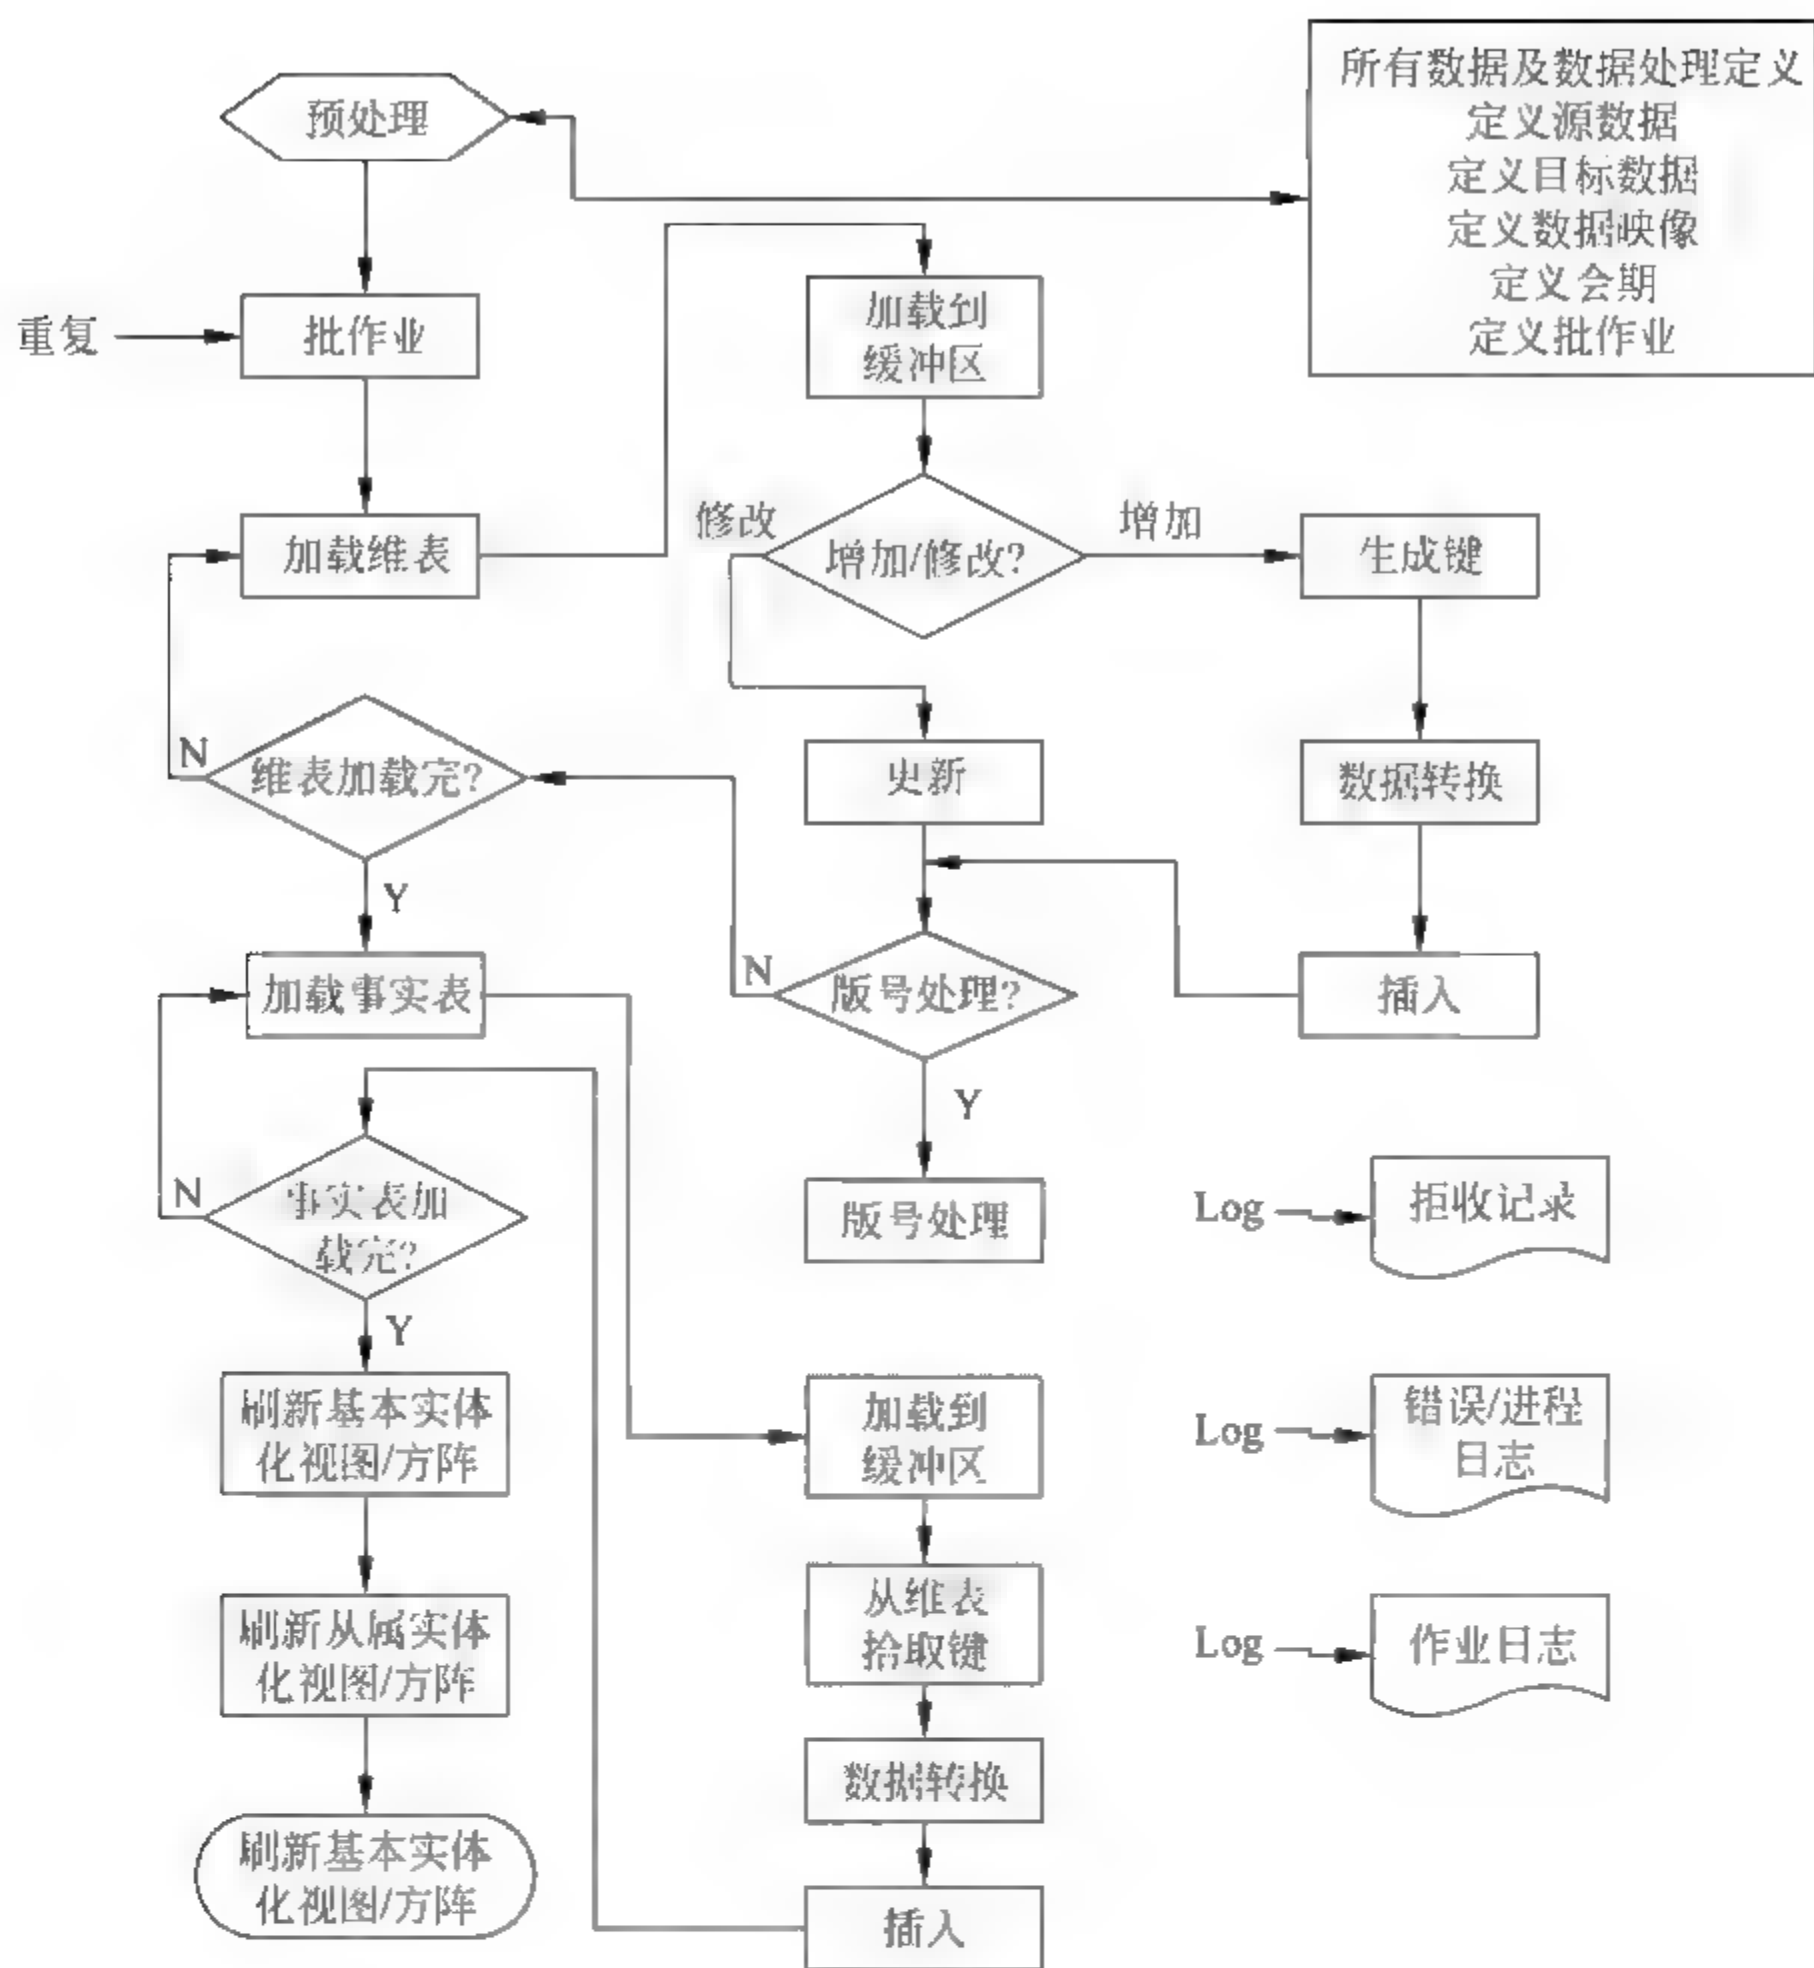 预处理
所有数据及数据处理定义
定义源数据
定义目标数据
定义数据映像
定义会期
定义批作业
重复
批作业
加载到
缓冲区
加载维表
修改
增加/修改?
增加
生成键
N
维表加载完?
更新
数据转换
Y
加载事实表
N
版号处理?
插入
Y
版号处理
N
事实表加
载完?
Y
Log
拒收记录
刷新基本实体
化视图/方阵
加载到
缓冲区
Log
错误/进程
日志
刷新从属实体
化视图/方阵
从维表
拾取键
Log
作业日志
数据转换
刷新基本实体
化视图/方阵
插入